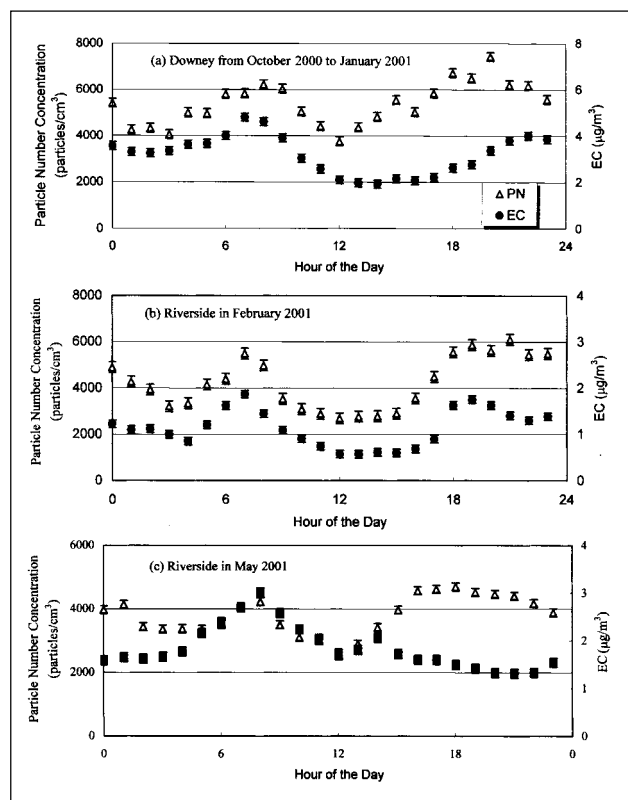 (a) Downey from October 2000 to January 2001
Particle Number Concentration
(particles/cm³)
8000
6000
4000
2000
0
8
6
4
2
0
EC (µg/m³)
PN
EC
0 6 12 18 24
Hour of the Day
(b) Riverside in February 2001
Particle Number Concentration
(particles/cm³)
8000
6000
4000
2000
0
4
3
2
1
0
EC (µg/m³)
0 6 12 18 24
Hour of the Day
(c) Riverside in May 2001
Particle Number Concentration
(particles/cm³)
6000
4000
2000
0
4
3
2
1
0
EC (µg/m³)
0 6 12 18 0
Hour of the Day